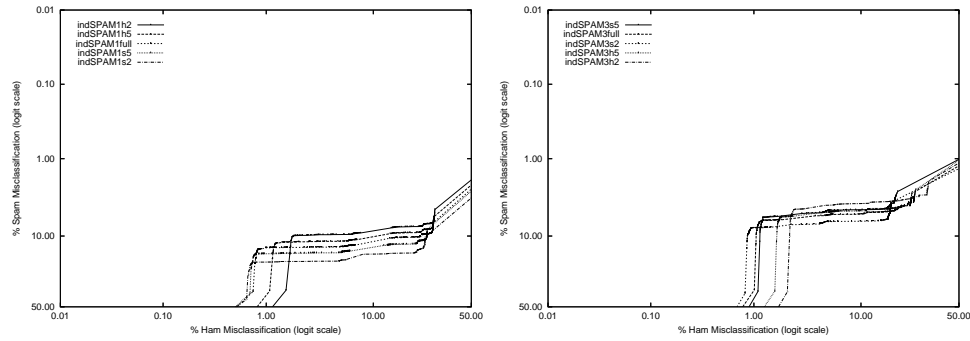 0.01
0.10
1.00
10.00
50.00
% Spam Misclassification (logit scale)
indSPAM1h2
indSPAM1h5
indSPAM1full
indSPAM1s5
indSPAM1s2
0.01 0.10 1.00 10.00 50.00
% Ham Misclassification (logit scale)
0.01
0.10
1.00
10.00
50.00
% Spam Misclassification (logit scale)
indSPAM3s5
indSPAM3full
indSPAM3s2
indSPAM3h5
indSPAM3h2
0.01 0.10 1.00 10.00 50.00
% Ham Misclassification (logit scale)